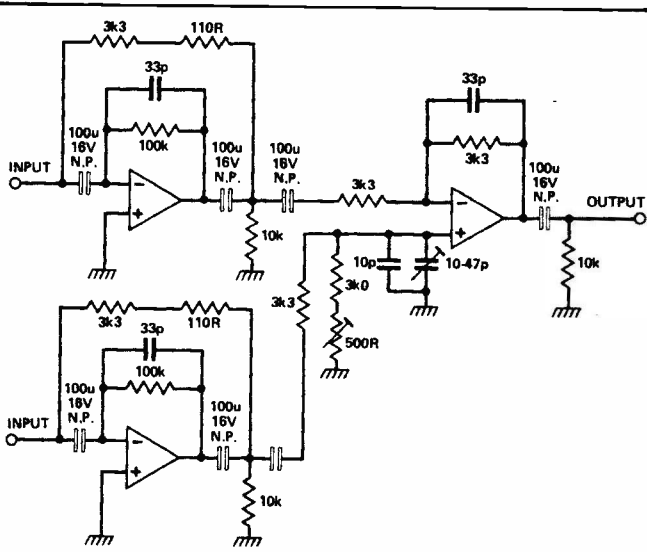 3k3
110R
33p
100k
100u
16V
N.P.
INPUT
100u
16V
N.P.
100u
16V
N.P.
10k
3k3
33p
3k3
100u
16V
N.P.
OUTPUT
10k
10p
10-47p
3k0
500R
3k3
3k3
110R
33p
100k
100u
16V
N.P.
INPUT
100u
16V
N.P.
10k